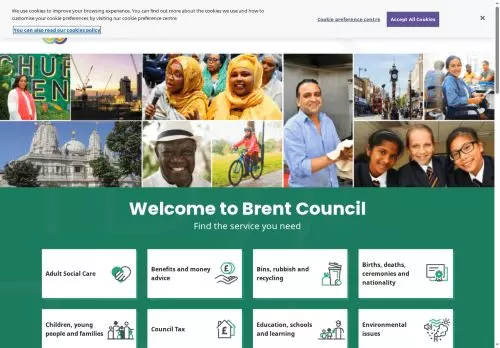 We use cookies to improve your browsing experience. You can find out more about the cookies we use and how to
customise your cookie preferences by visiting our cookie preference centre
You can also read our cookies policy
Cookie preference centre
Accept All Cookies
CHUR
EN
Welcome to Brent Council
Find the service you need
Adult Social Care
Benefits and money
advice
Bins, rubbish and
recycling
Births, deaths,
ceremonies and
nationality
Children, young
people and families
Council Tax
Education, schools
and learning
Environmental
issues